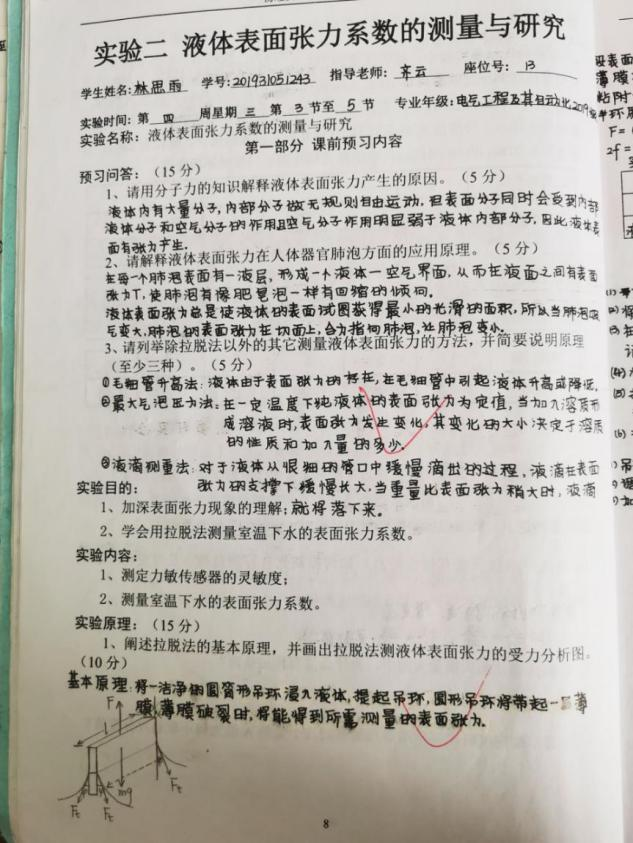 实验二 液体表面张力系数的测量与研究
学生姓名:林思雨 学号:201931051243 指导老师:齐云 座位号:13
实验时间:第 四 周星期 三 第 3 节至 5 节 专业年级:电气工程及其自动化2019级
实验名称:液体表面张力系数的测量与研究
第一部分 课前预习内容
预习问答:(15分)
1、请用分子力的知识解释液体表面张力产生的原因。(5分)
液体内有大量分子,内部分子做无规则自由运动,但表面分子同时会受到内部
液体分子和空气分子的作用且空气分子作用明显弱于液体内部分子,因此液体表
面有张力产生.
2、请解释液体表面张力在人体器官肺泡方面的应用原理。(5分)
在每一个肺泡表面有一液层,形成一个液体一空气界面,从而在液面之间有表面
张力T,使肺泡有像肥皂泡一样有回缩的倾向.
液体表面张力总是使液体的表面试图获得最小的光滑的面积,所以当肺泡吸
气变大,肺泡的表面张力在切面上,合力指向肺泡,让肺泡变小.
3、请列举除拉脱法以外的其它测量液体表面张力的方法,并简要说明原理
(至少三种)。(5分)
①毛细管升高法:液体由于表面张力的存在,在毛细管中引起液体升高或降低.
②最大气泡压力法:在一定温度下纯液体的表面张力为定值,当加入溶质形
成溶液时,表面张力发生变化,其变化的大小决定于溶质
的性质和加入量的多少.
③液滴测重法:对于液体从很细的管口中缓慢滴出的过程,液滴在表面
实验目的: 张力的支撑下缓慢长大,当重量比表面张力稍大时,液滴
1、加深表面张力现象的理解;就将落下来.
2、学会用拉脱法测量室温下水的表面张力系数。
实验内容:
1、测定力敏传感器的灵敏度;
2、测量室温下水的表面张力系数。
实验原理:(15分)
1、阐述拉脱法的基本原理,并画出拉脱法测液体表面张力的受力分析图。
(10分)
基本原理:将一洁净的圆筒形吊环浸入液体,提起吊环,圆形吊环将带起一层薄
膜薄膜破裂时,将能得到所需测量的表面张力.
F
mg
Ft
Ft
Ft
8